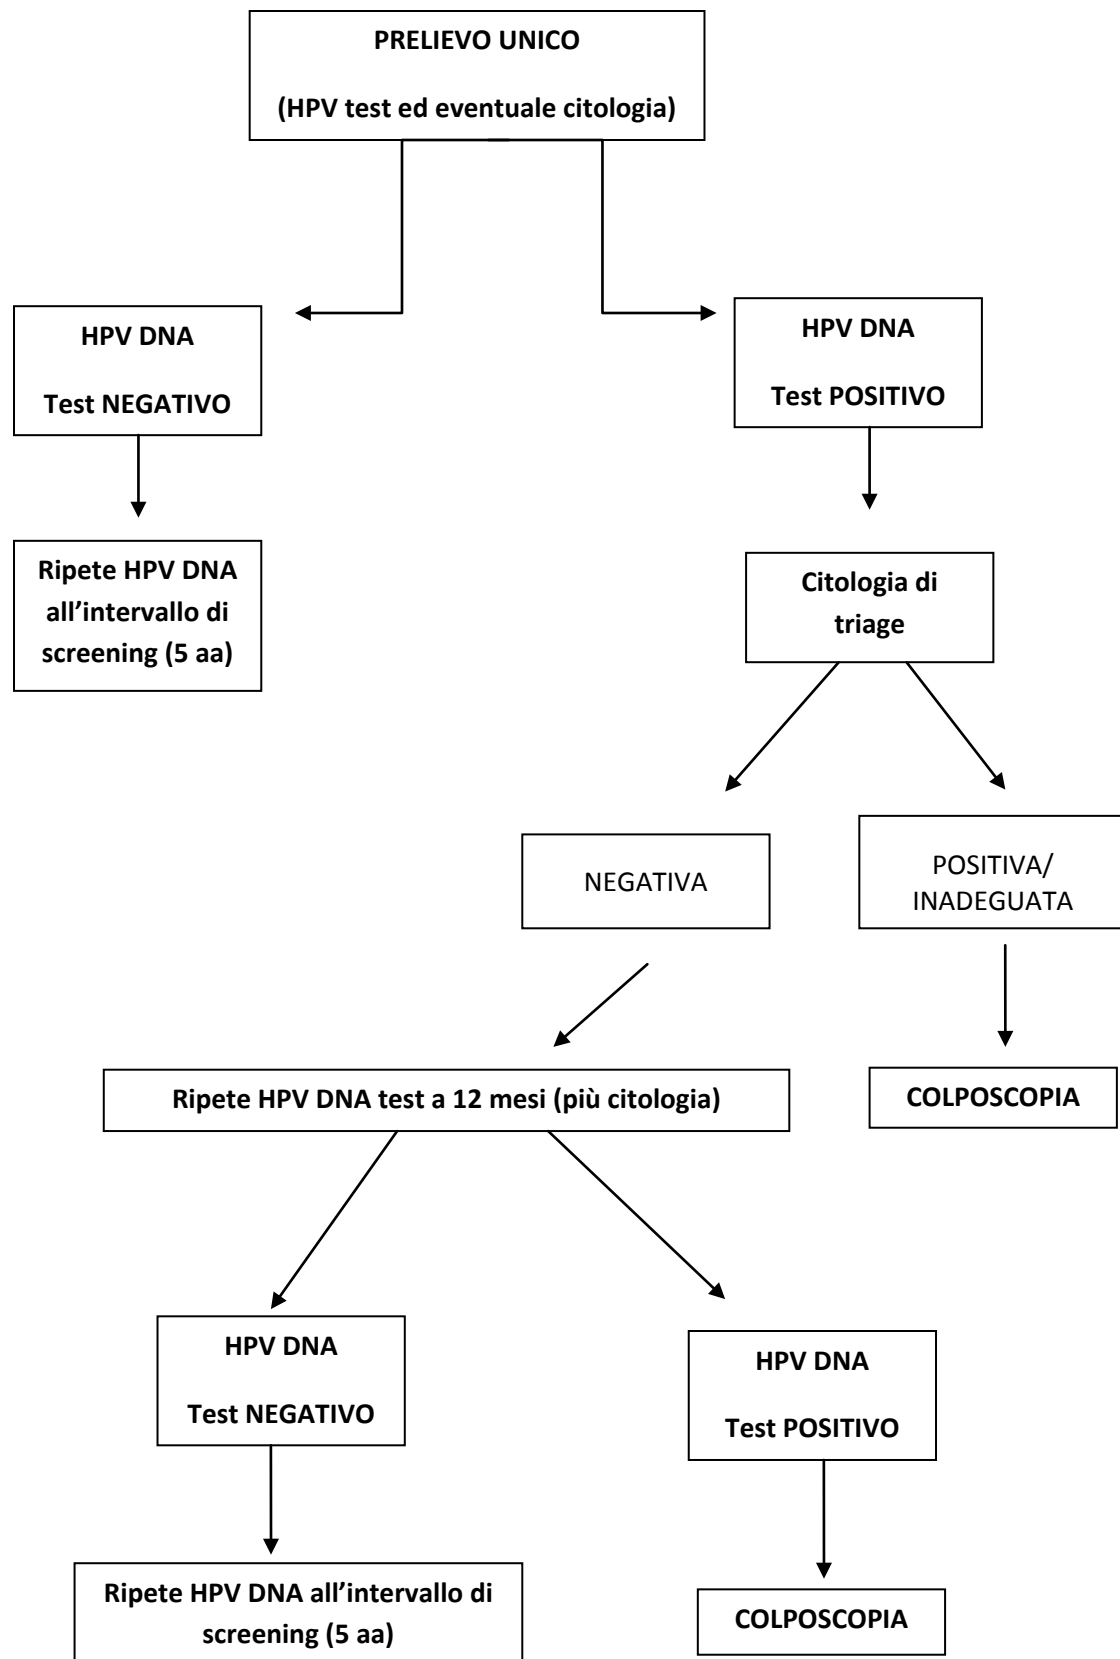 PRELIEVO UNICO
(HPV test ed eventuale citologia)
HPV DNA
Test NEGATIVO
HPV DNA
Test POSITIVO
Ripete HPV DNA
all’intervallo di
screening (5 aa)
Citologia di
triage
NEGATIVA
POSITIVA/
INADEGUATA
Ripete HPV DNA test a 12 mesi (più citologia)
COLPOSCOPIA
HPV DNA
Test NEGATIVO
HPV DNA
Test POSITIVO
Ripete HPV DNA all’intervallo di
screening (5 aa)
COLPOSCOPIA